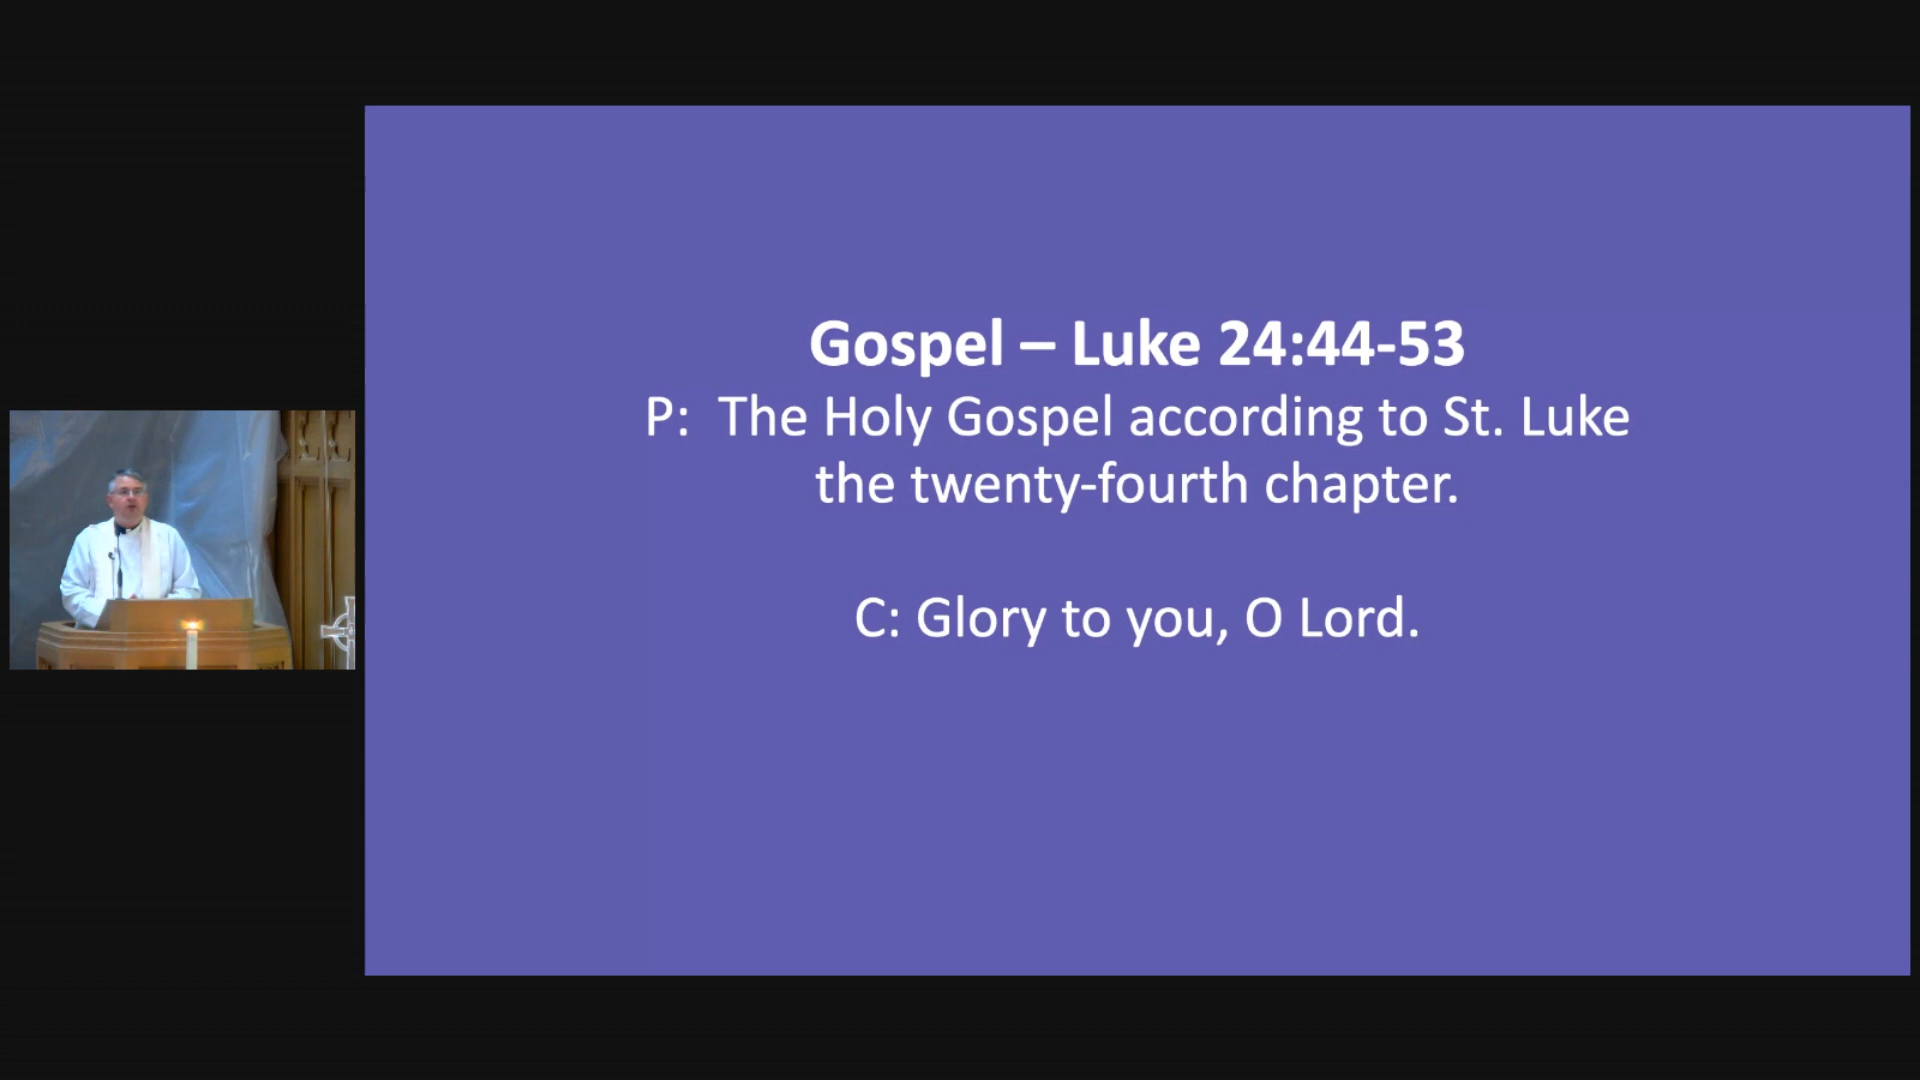 Gospel – Luke 24:44-53
P:  The Holy Gospel according to St. Luke
the twenty-fourth chapter.
C: Glory to you, O Lord.